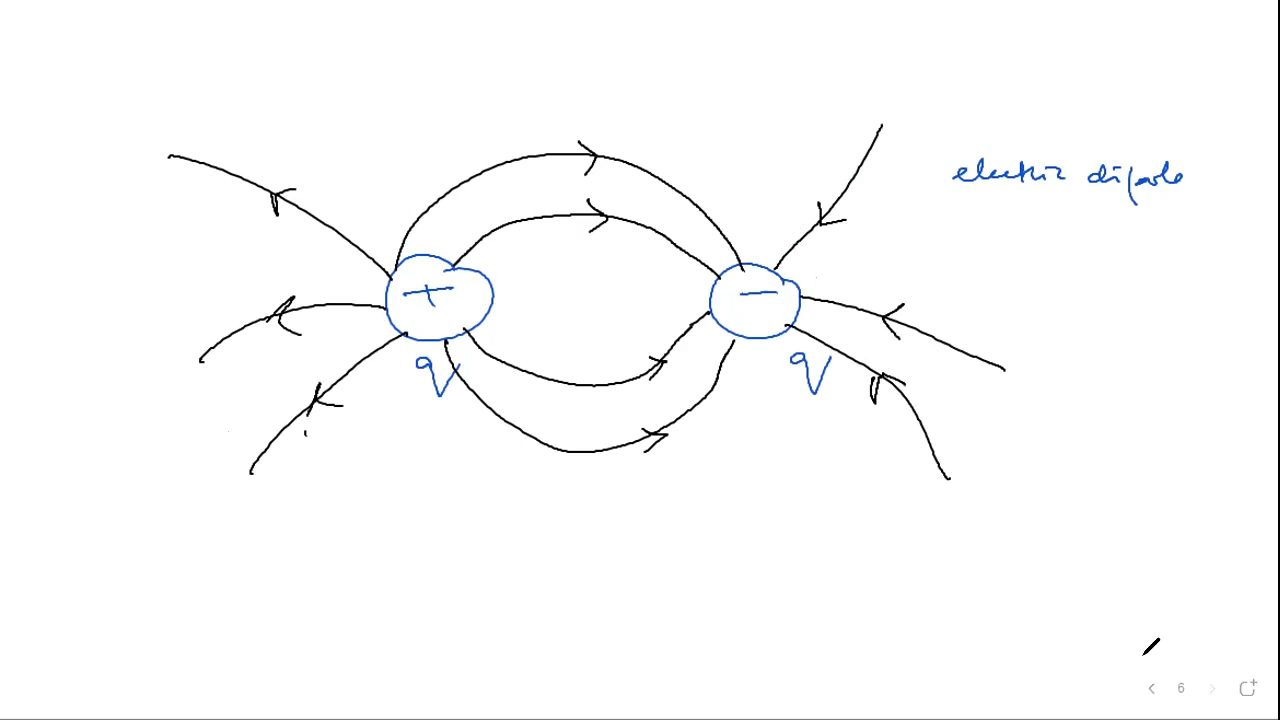 electric dipole
+
−
q
q
6